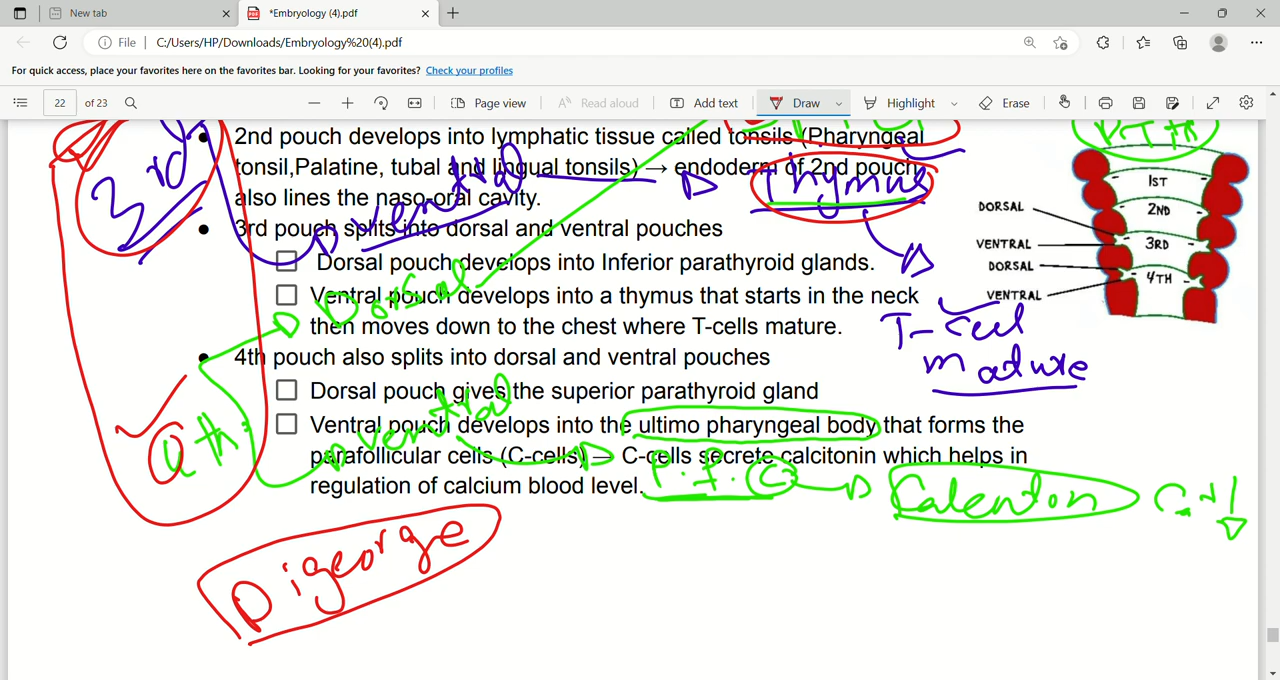 New tab
*Embryology (4).pdf
File C:/Users/HP/Downloads/Embryology%20(4).pdf
For quick access, place your favorites here on the favorites bar. Looking for your favorites? Check your profiles
22 of 23 Page view Read aloud Add text Draw Highlight Erase
2nd pouch develops into lymphatic tissue called tonsils (Pharyngeal
tonsil,Palatine, tubal and lingual tonsils) → endoderm of 2nd pouch
also lines the naso-oral cavity.
3rd pouch splits into dorsal and ventral pouches
Dorsal pouch develops into Inferior parathyroid glands.
Ventral pouch develops into a thymus that starts in the neck
then moves down to the chest where T-cells mature.
4th pouch also splits into dorsal and ventral pouches
Dorsal pouch gives the superior parathyroid gland
Ventral pouch develops into the ultimo pharyngeal body that forms the
parafollicular cells (C-cells) → C-cells secrete calcitonin which helps in
regulation of calcium blood level.
3rd
ventral
Thymus
T-cell
mature
4th
Dorsal
ventral
P.F.C
Digeorge
1ST
DORSAL
2ND
VENTRAL
3RD
DORSAL
4TH
VENTRAL